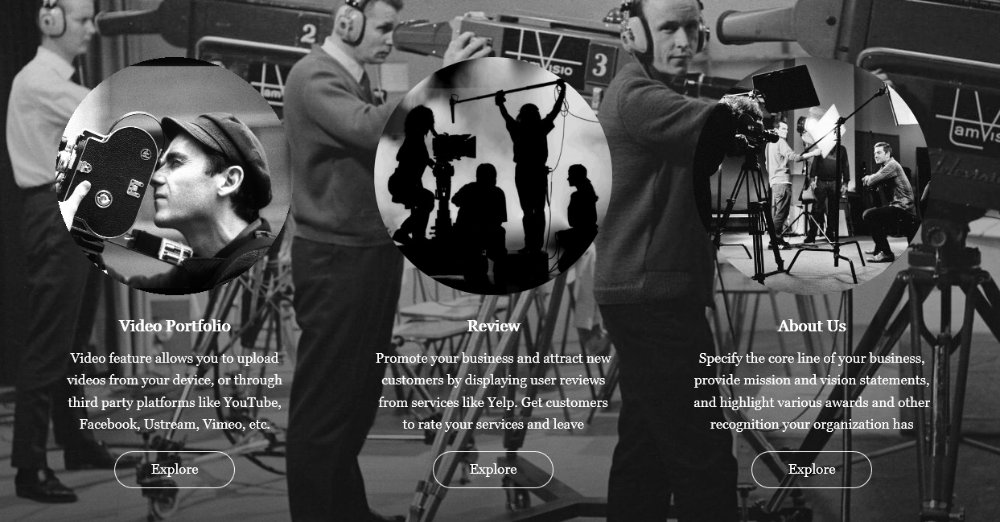 2
3
Video Portfolio
Video feature allows you to upload
videos from your device, or through
third party platforms like YouTube,
Facebook, Ustream, Vimeo, etc.
Explore
Review
Promote your business and attract new
customers by displaying user reviews
from services like Yelp. Get customers
to rate your services and leave
Explore
About Us
Specify the core line of your business,
provide mission and vision statements,
and highlight various awards and other
recognition your organization has
Explore